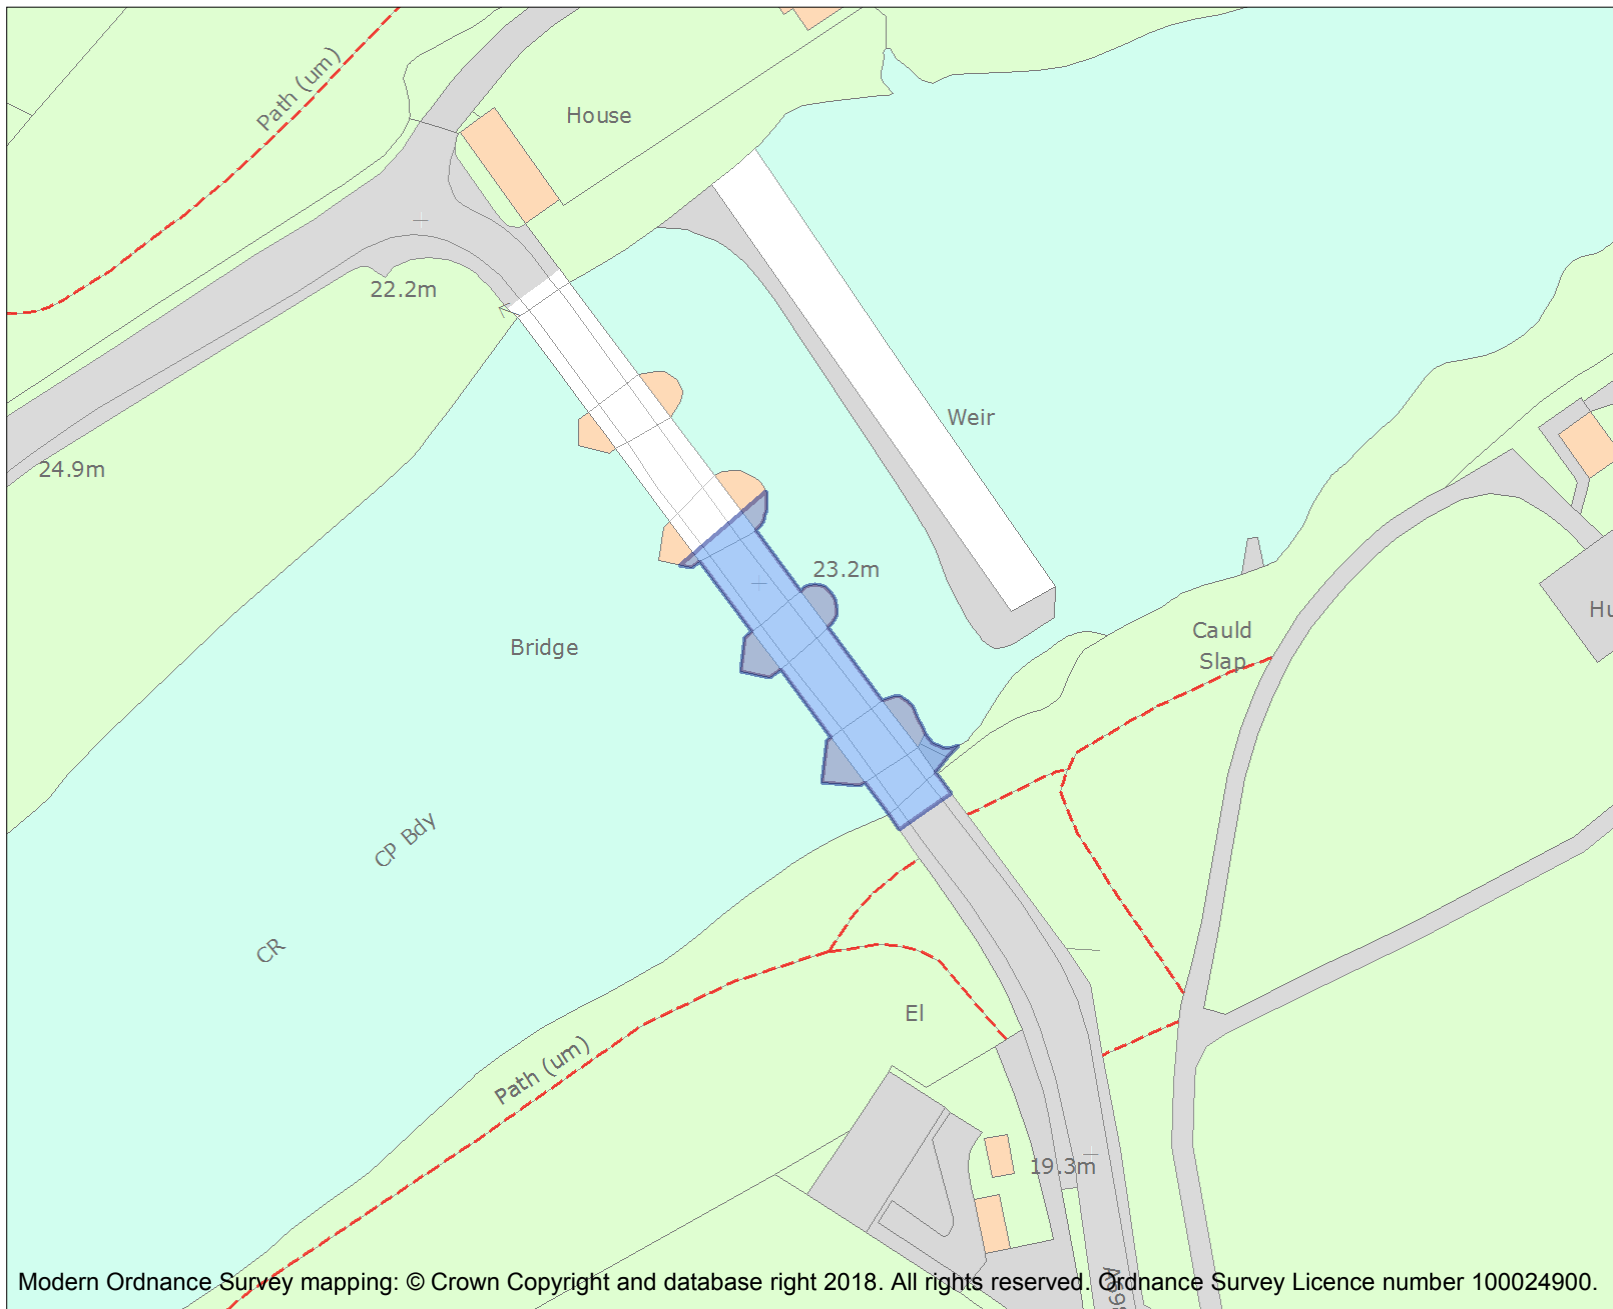 Path (um)
House
22.2m
Weir
24.9m
23.2m
Cauld
Slap
Bridge
CP Bdy
CR
El
Path (um)
19.3m
Modern Ordnance Survey mapping: © Crown Copyright and database right 2018. All rights reserved. Ordnance Survey Licence number 100024900.